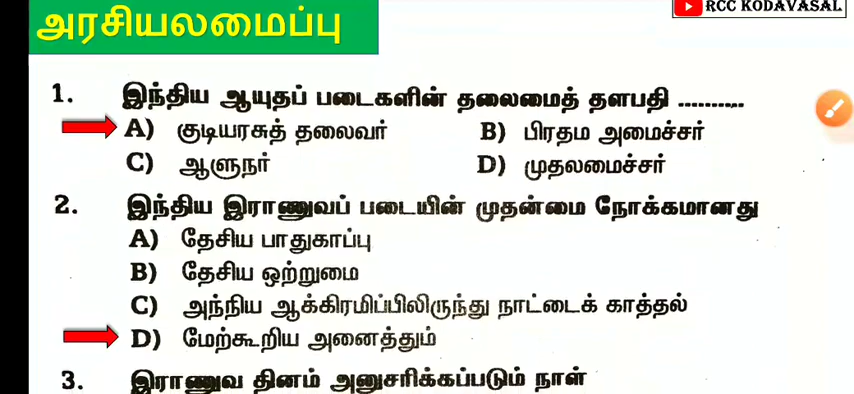 அரசியலமைப்பு
RCC KODAVASAL
1. இந்திய ஆயுதப் படைகளின் தலைமைத் தளபதி ..........
A) குடியரசுத் தலைவர் B) பிரதம அமைச்சர்
C) ஆளுநர் D) முதலமைச்சர்
2. இந்திய இராணுவப் படையின் முதன்மை நோக்கமானது
A) தேசிய பாதுகாப்பு
B) தேசிய ஒற்றுமை
C) அந்நிய ஆக்கிரமிப்பிலிருந்து நாட்டைக் காத்தல்
D) மேற்கூறிய அனைத்தும்
3. இராணுவ தினம் அனுசரிக்கப்படும் நாள்